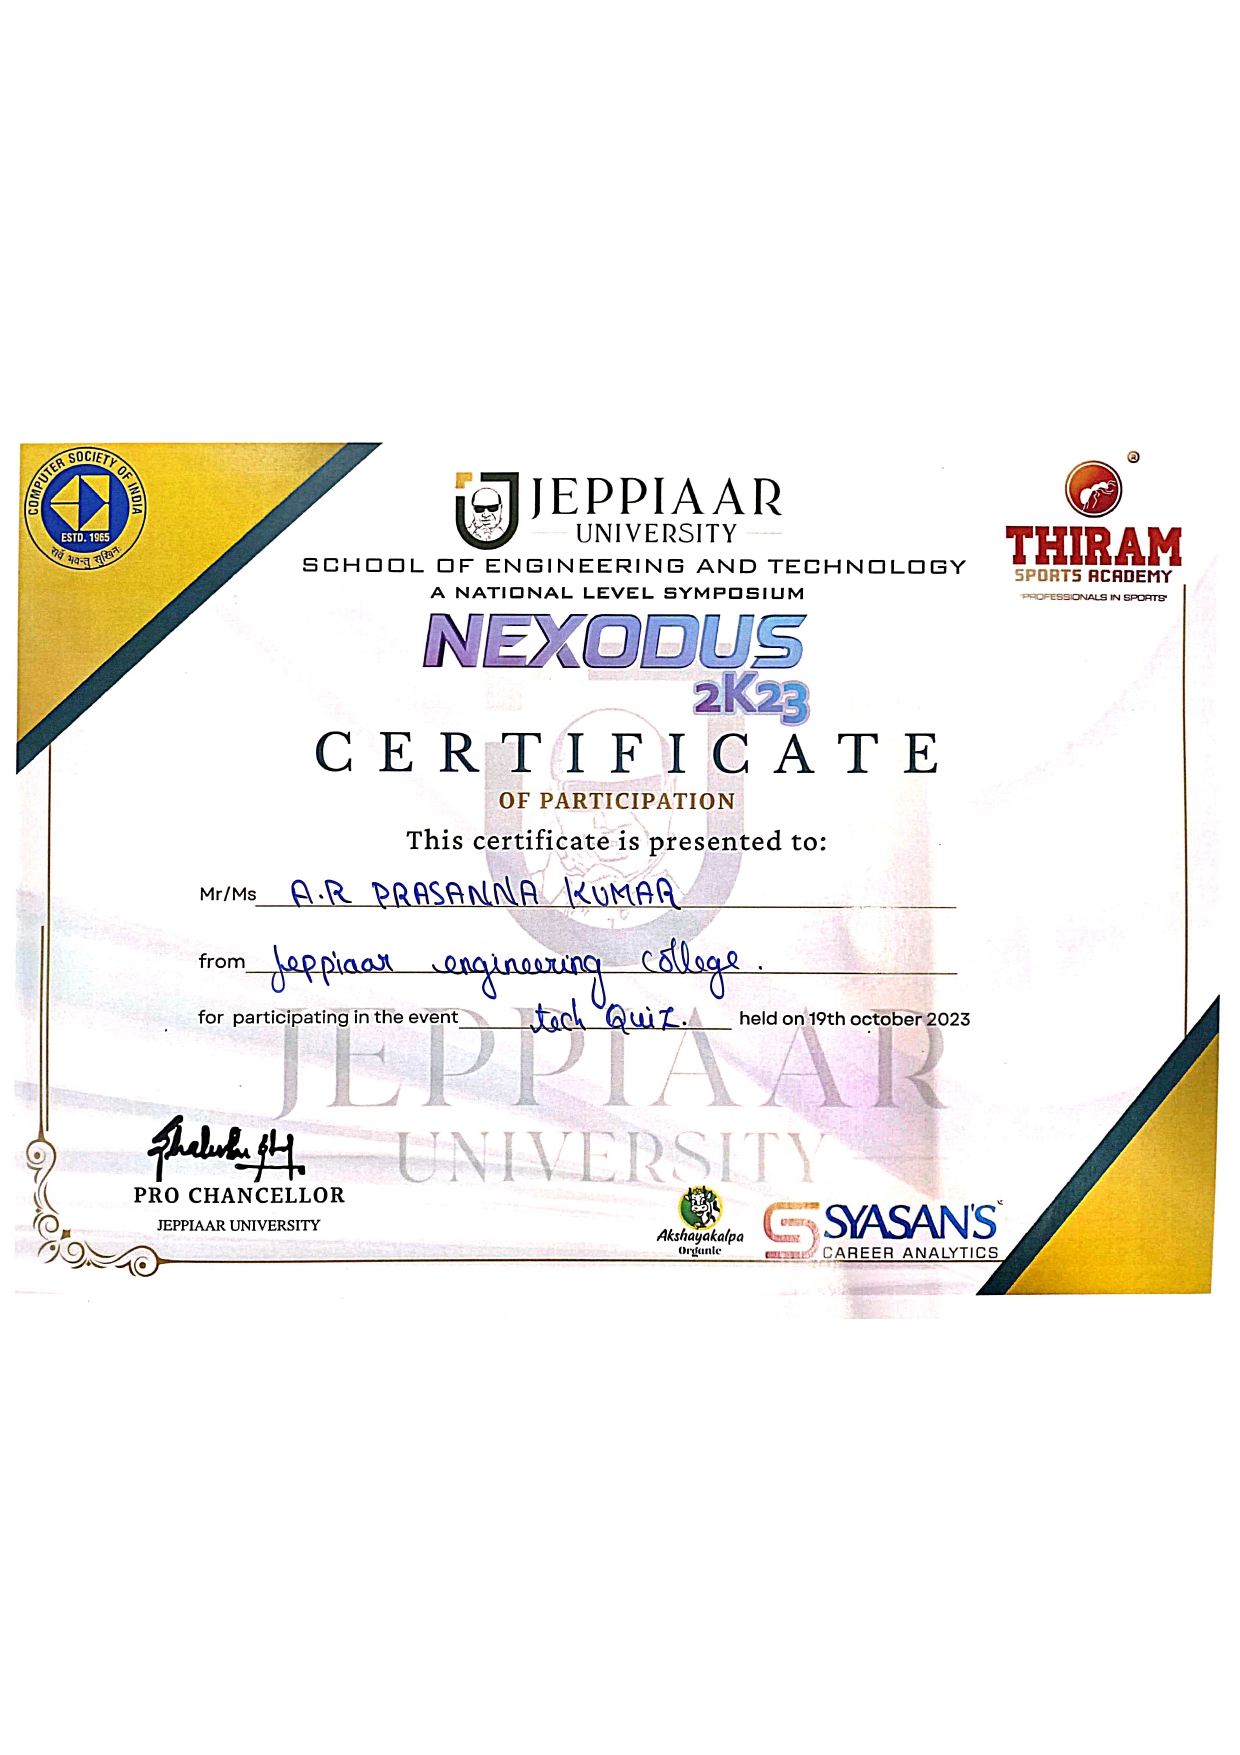 COMPUTER SOCIETY OF INDIA
ESTD. 1965
सर्वे भवन्तु सुखिनः
JEPPIAAR
UNIVERSITY
®
THIRAM
SPORTS ACADEMY
"PROFESSIONALS IN SPORTS"
SCHOOL OF ENGINEERING AND TECHNOLOGY
A NATIONAL LEVEL SYMPOSIUM
NEXODUS
2K23
CERTIFICATE
OF PARTICIPATION
This certificate is presented to:
Mr/Ms A.R PRASANNA KUMAR
from Jeppiaar engineering college.
for participating in the event tech Quiz. held on 19th october 2023
JEPPIAAR
UNIVERSITY
PRO CHANCELLOR
JEPPIAAR UNIVERSITY
Akshayakalpa
Organic
SYASAN'S
CAREER ANALYTICS